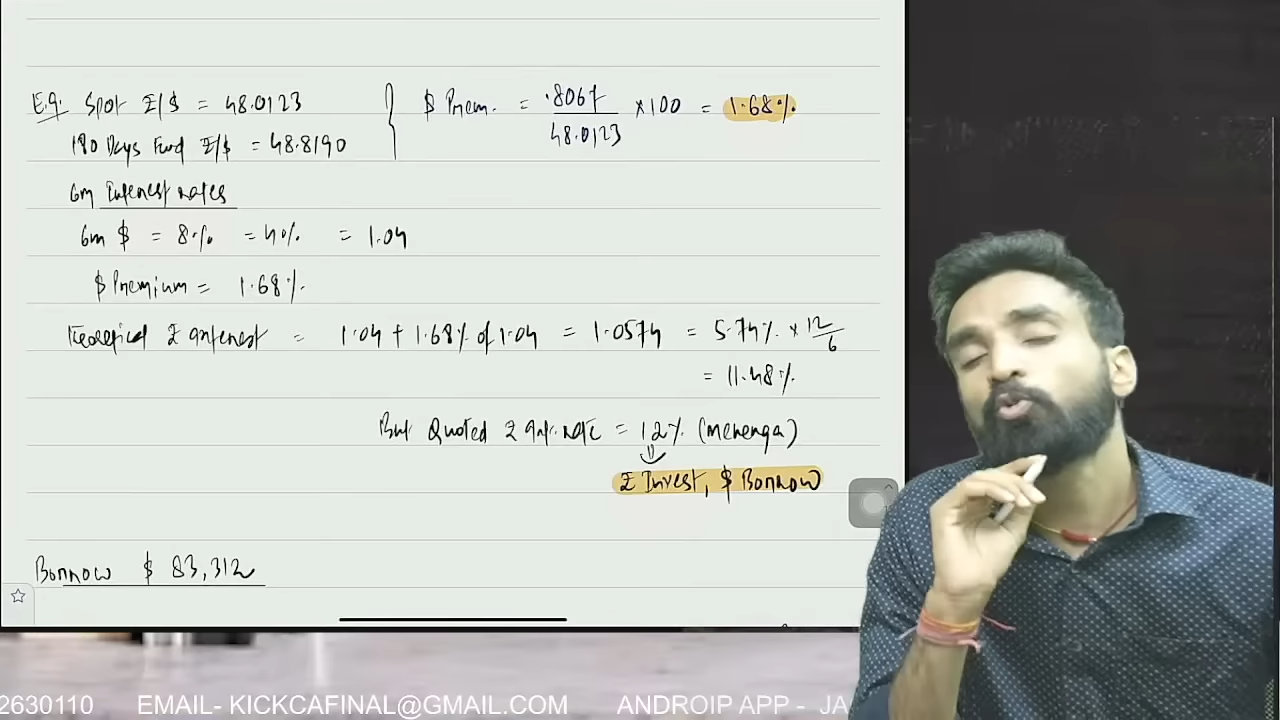 E.g. Spot ₹/$ = 48.0123
180 Days Fwd ₹/$ = 48.8190
$ Prem. = .8067 / 48.0123 × 100 = 1.68%
6m Interest rates
6m $ = 8% = 4% = 1.04
$ Premium = 1.68%
₹ Interest = 1.04 + 1.68% of 1.04 = 1.0574 = 5.74% × 12/6
= 11.48%
But Quoted ₹ Int. rate = 12% (menenga)
₹ Invest, $ Borrow
Borrow $ 83,312
2630110 EMAIL- KICKCAFINAL@GMAIL.COM ANDROIP APP - JA